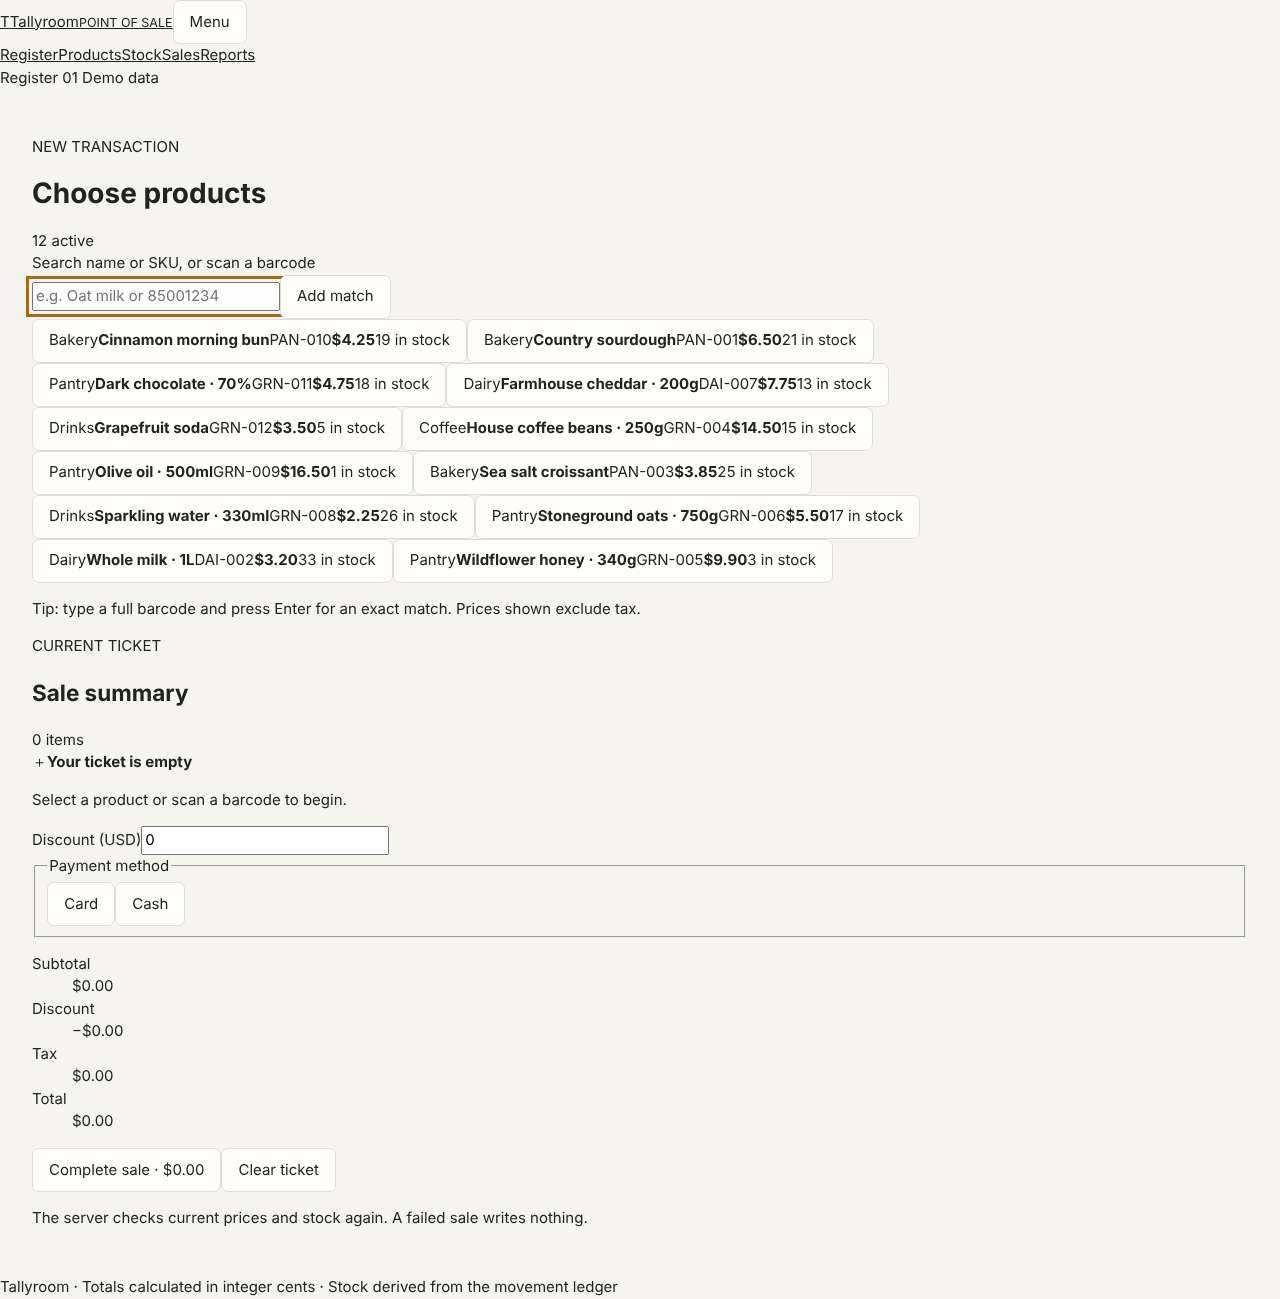 TTallyroomPOINT OF SALE Menu
RegisterProductsStockSalesReports
Register 01 Demo data
NEW TRANSACTION
Choose products
12 active
Search name or SKU, or scan a barcode
e.g. Oat milk or 85001234 Add match
BakeryCinnamon morning bunPAN-010$4.2519 in stock BakeryCountry sourdoughPAN-001$6.5021 in stock
PantryDark chocolate · 70%GRN-011$4.7518 in stock DairyFarmhouse cheddar · 200gDAI-007$7.7513 in stock
DrinksGrapefruit sodaGRN-012$3.505 in stock CoffeeHouse coffee beans · 250gGRN-004$14.5015 in stock
PantryOlive oil · 500mlGRN-009$16.501 in stock BakerySea salt croissantPAN-003$3.8525 in stock
DrinksSparkling water · 330mlGRN-008$2.2526 in stock PantryStoneground oats · 750gGRN-006$5.5017 in stock
DairyWhole milk · 1LDAI-002$3.2033 in stock PantryWildflower honey · 340gGRN-005$9.903 in stock
Tip: type a full barcode and press Enter for an exact match. Prices shown exclude tax.
CURRENT TICKET
Sale summary
0 items
+Your ticket is empty
Select a product or scan a barcode to begin.
Discount (USD) 0
Payment method
Card Cash
Subtotal
$0.00
Discount
−$0.00
Tax
$0.00
Total
$0.00
Complete sale · $0.00 Clear ticket
The server checks current prices and stock again. A failed sale writes nothing.
Tallyroom · Totals calculated in integer cents · Stock derived from the movement ledger